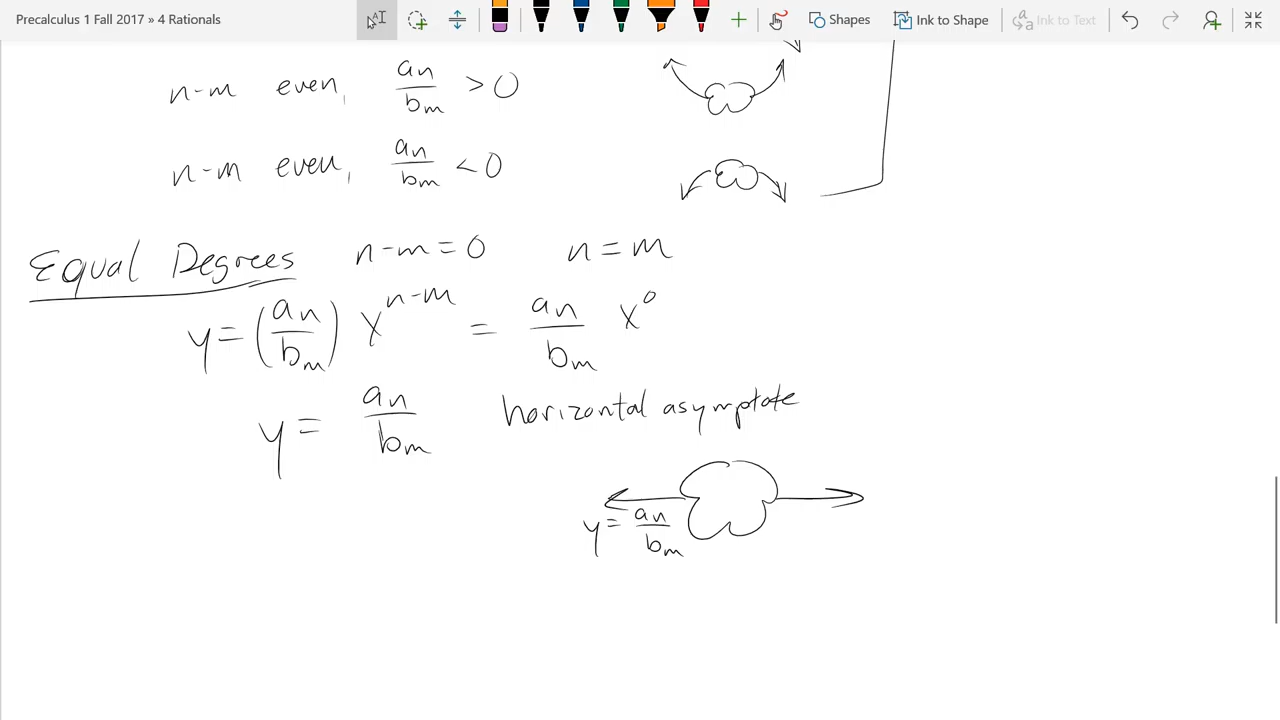 Precalculus 1 Fall 2017 » 4 Rationals
Shapes Ink to Shape Ink to Text
n-m even, an/bm > 0
n-m even, an/bm < 0
Equal Degrees n-m=0 n=m
y = (an/bm) x^n-m = an/bm x^0
y = an/bm horizontal asymptote
y = an/bm